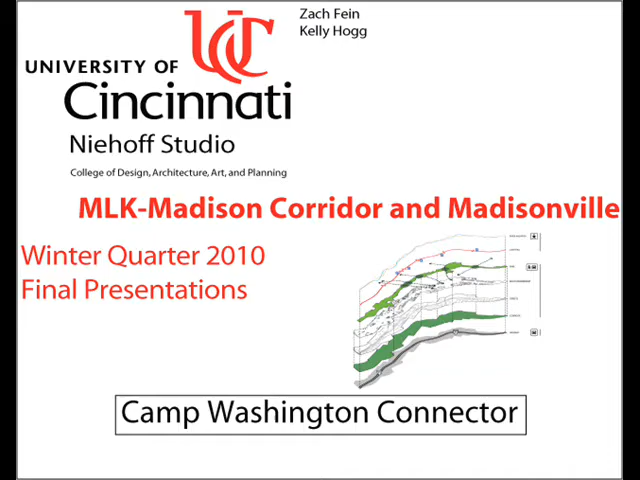 Zach Fein
Kelly Hogg
UNIVERSITY OF
Cincinnati
Niehoff Studio
College of Design, Architecture, Art, and Planning
MLK-Madison Corridor and Madisonville
Winter Quarter 2010
Final Presentations
Camp Washington Connector